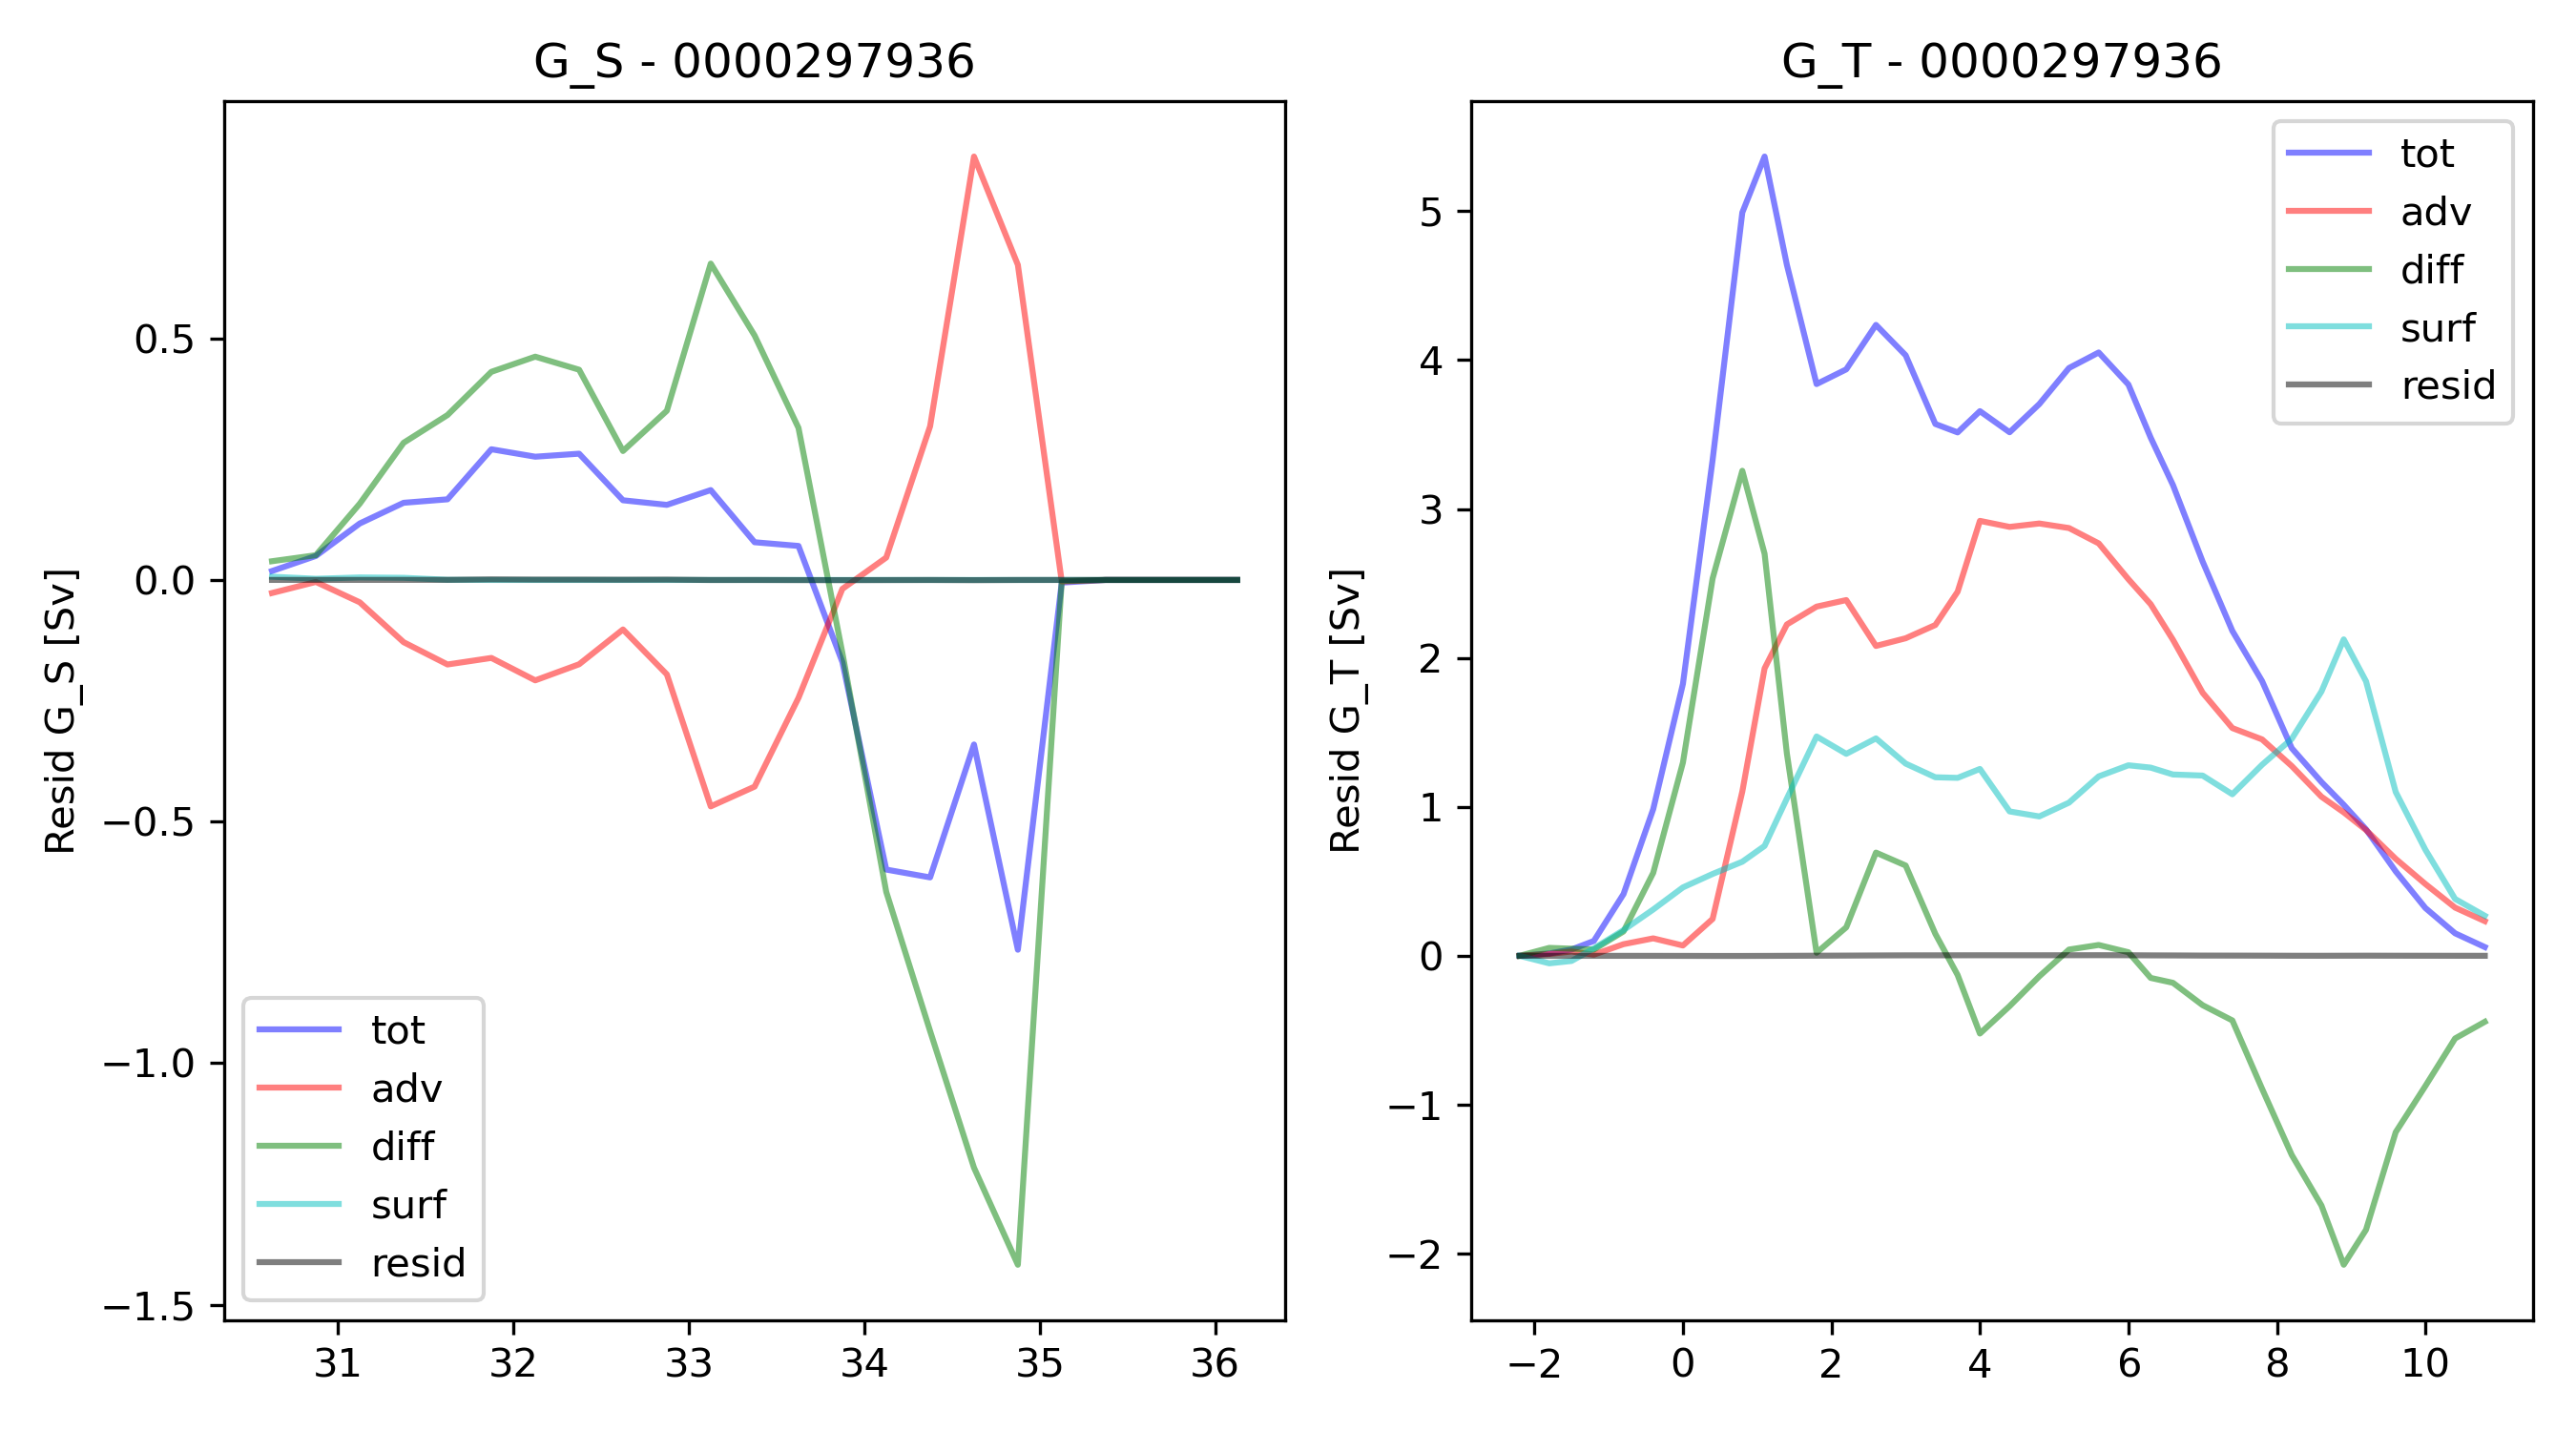 G_S - 0000297936
Resid G_S [Sv]
0.5
0.0
−0.5
−1.0
−1.5
31 32 33 34 35 36
tot
adv
diff
surf
resid
G_T - 0000297936
Resid G_T [Sv]
5
4
3
2
1
0
−1
−2
−2 0 2 4 6 8 10
tot
adv
diff
surf
resid